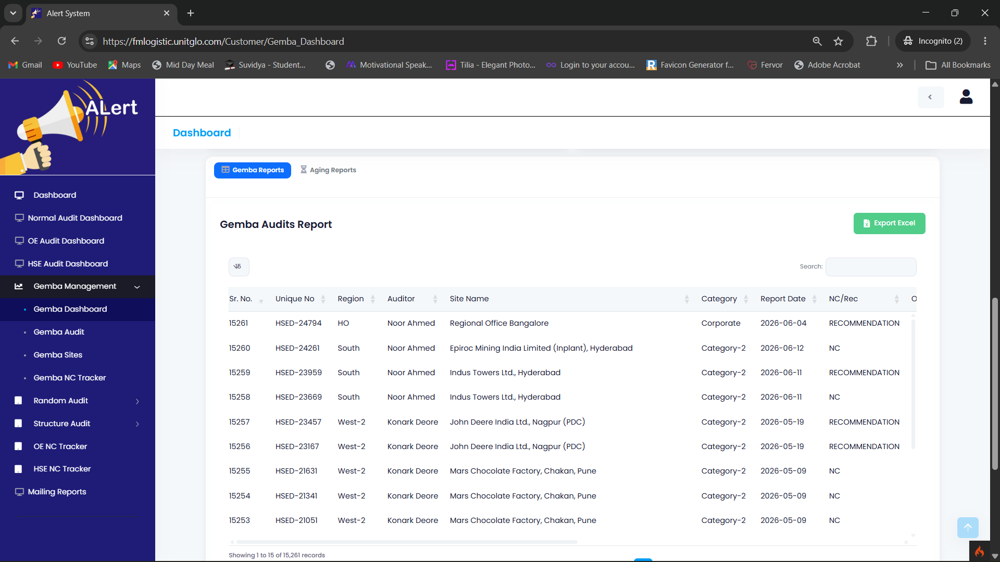 Alert System
https://fmlogistic.unitglo.com/Customer/Gemba_Dashboard
Incognito (2)
Gmail YouTube Maps Mid Day Meal Suvidya - Student... Motivational Speak... Tilia - Elegant Photo... Login to your accou... Favicon Generator f... Fervor Adobe Acrobat All Bookmarks
ALert
Dashboard
Normal Audit Dashboard
OE Audit Dashboard
HSE Audit Dashboard
Gemba Management
Gemba Dashboard
Gemba Audit
Gemba Sites
Gemba NC Tracker
Random Audit
Structure Audit
OE NC Tracker
HSE NC Tracker
Mailing Reports
Dashboard
Gemba Reports Aging Reports
Gemba Audits Report
Export Excel
15
Search:
Sr. No. Unique No Region Auditor Site Name Category Report Date NC/Rec O
15261 HSED-24794 HO Noor Ahmed Regional Office Bangalore Corporate 2026-06-04 RECOMMENDATION
15260 HSED-24261 South Noor Ahmed Epiroc Mining India Limited (Inplant), Hyderabad Category-2 2026-06-12 NC
15259 HSED-23959 South Noor Ahmed Indus Towers Ltd., Hyderabad Category-2 2026-06-11 RECOMMENDATION
15258 HSED-23669 South Noor Ahmed Indus Towers Ltd., Hyderabad Category-2 2026-06-11 NC
15257 HSED-23457 West-2 Konark Deore John Deere India Ltd., Nagpur (PDC) Category-2 2026-05-19 RECOMMENDATION
15256 HSED-23167 West-2 Konark Deore John Deere India Ltd., Nagpur (PDC) Category-2 2026-05-19 RECOMMENDATION
15255 HSED-21631 West-2 Konark Deore Mars Chocolate Factory, Chakan, Pune Category-2 2026-05-09 NC
15254 HSED-21341 West-2 Konark Deore Mars Chocolate Factory, Chakan, Pune Category-2 2026-05-09 NC
15253 HSED-21051 West-2 Konark Deore Mars Chocolate Factory, Chakan, Pune Category-2 2026-05-09 NC
Showing 1 to 15 of 15,261 records